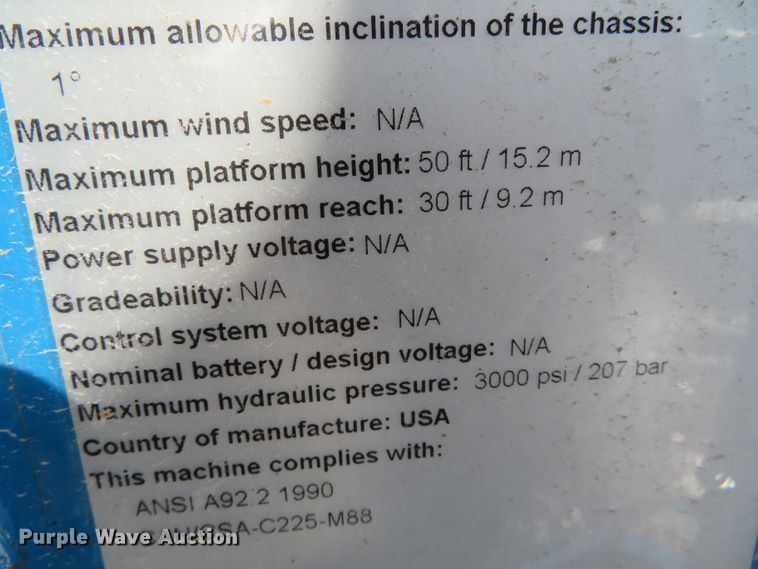 Maximum allowable inclination of the chassis:
1°
Maximum wind speed: N/A
Maximum platform height: 50 ft / 15.2 m
Maximum platform reach: 30 ft / 9.2 m
Power supply voltage: N/A
Gradeability: N/A
Control system voltage: N/A
Nominal battery / design voltage: N/A
Maximum hydraulic pressure: 3000 psi / 207 bar
Country of manufacture: USA
This machine complies with:
ANSI A92.2 1990
Purple Wave Auction